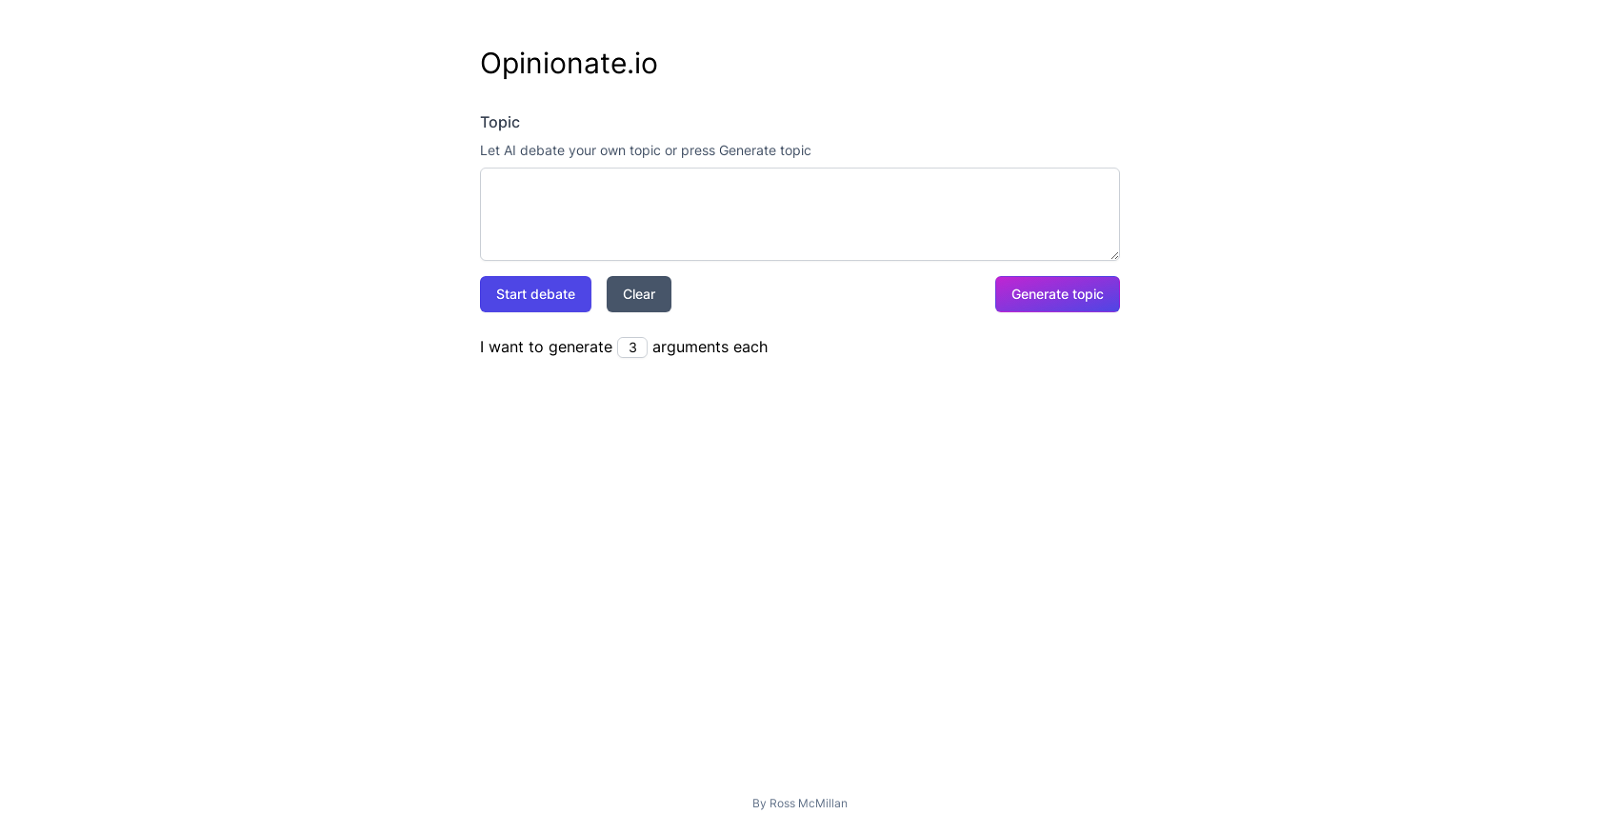 Opinionate.io
Topic
Let AI debate your own topic or press Generate topic
Start debate Clear Generate topic
I want to generate 3 arguments each
By Ross McMillan